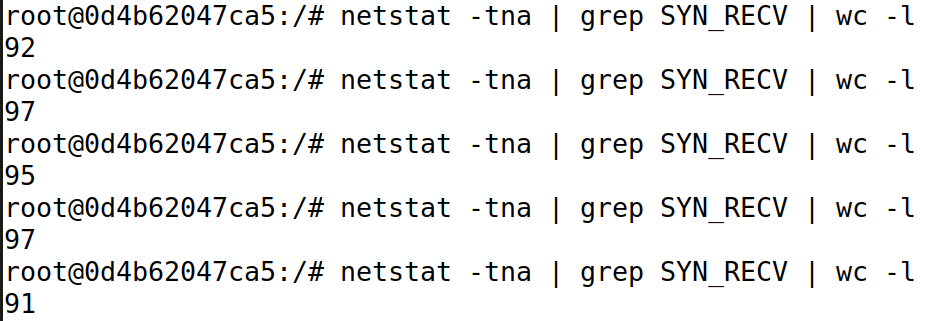 root@0d4b62047ca5:/# netstat -tna | grep SYN_RECV | wc -l
92
root@0d4b62047ca5:/# netstat -tna | grep SYN_RECV | wc -l
97
root@0d4b62047ca5:/# netstat -tna | grep SYN_RECV | wc -l
95
root@0d4b62047ca5:/# netstat -tna | grep SYN_RECV | wc -l
97
root@0d4b62047ca5:/# netstat -tna | grep SYN_RECV | wc -l
91